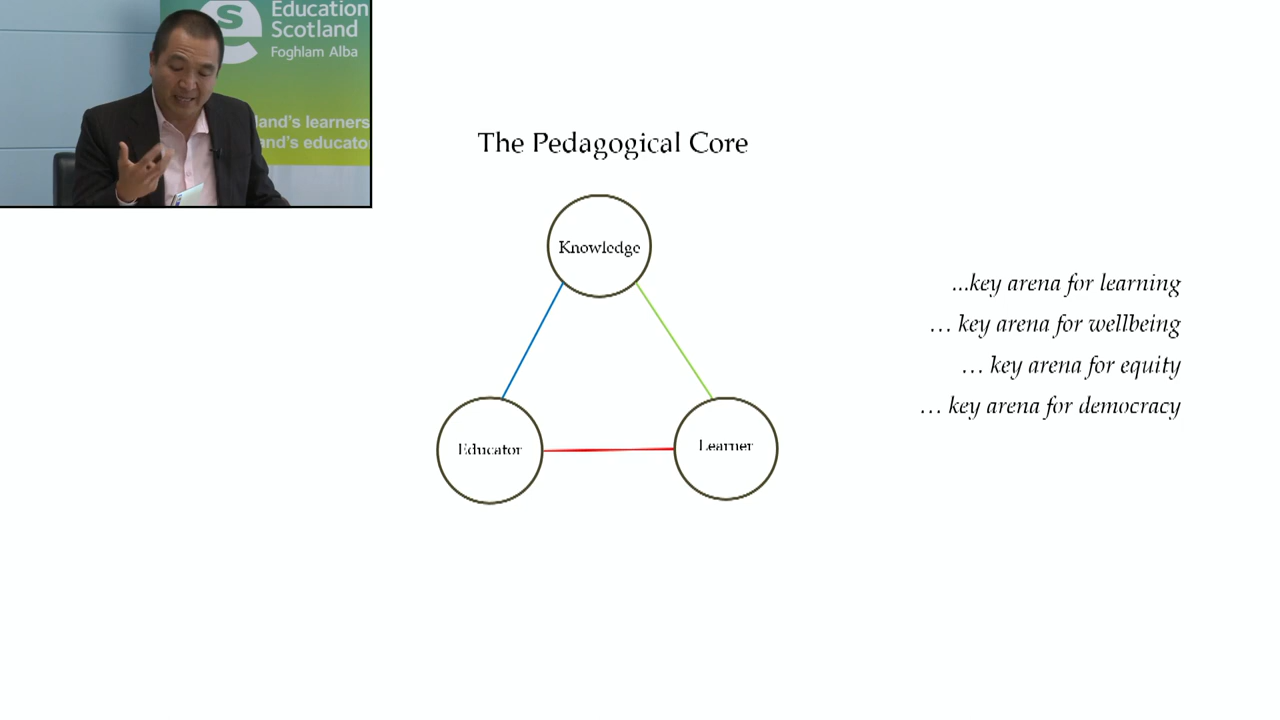 s
Education
Scotland
Foghlam Alba
land's learners
and's educato
The Pedagogical Core
Knowledge
Educator
Learner
...key arena for learning
... key arena for wellbeing
... key arena for equity
... key arena for democracy